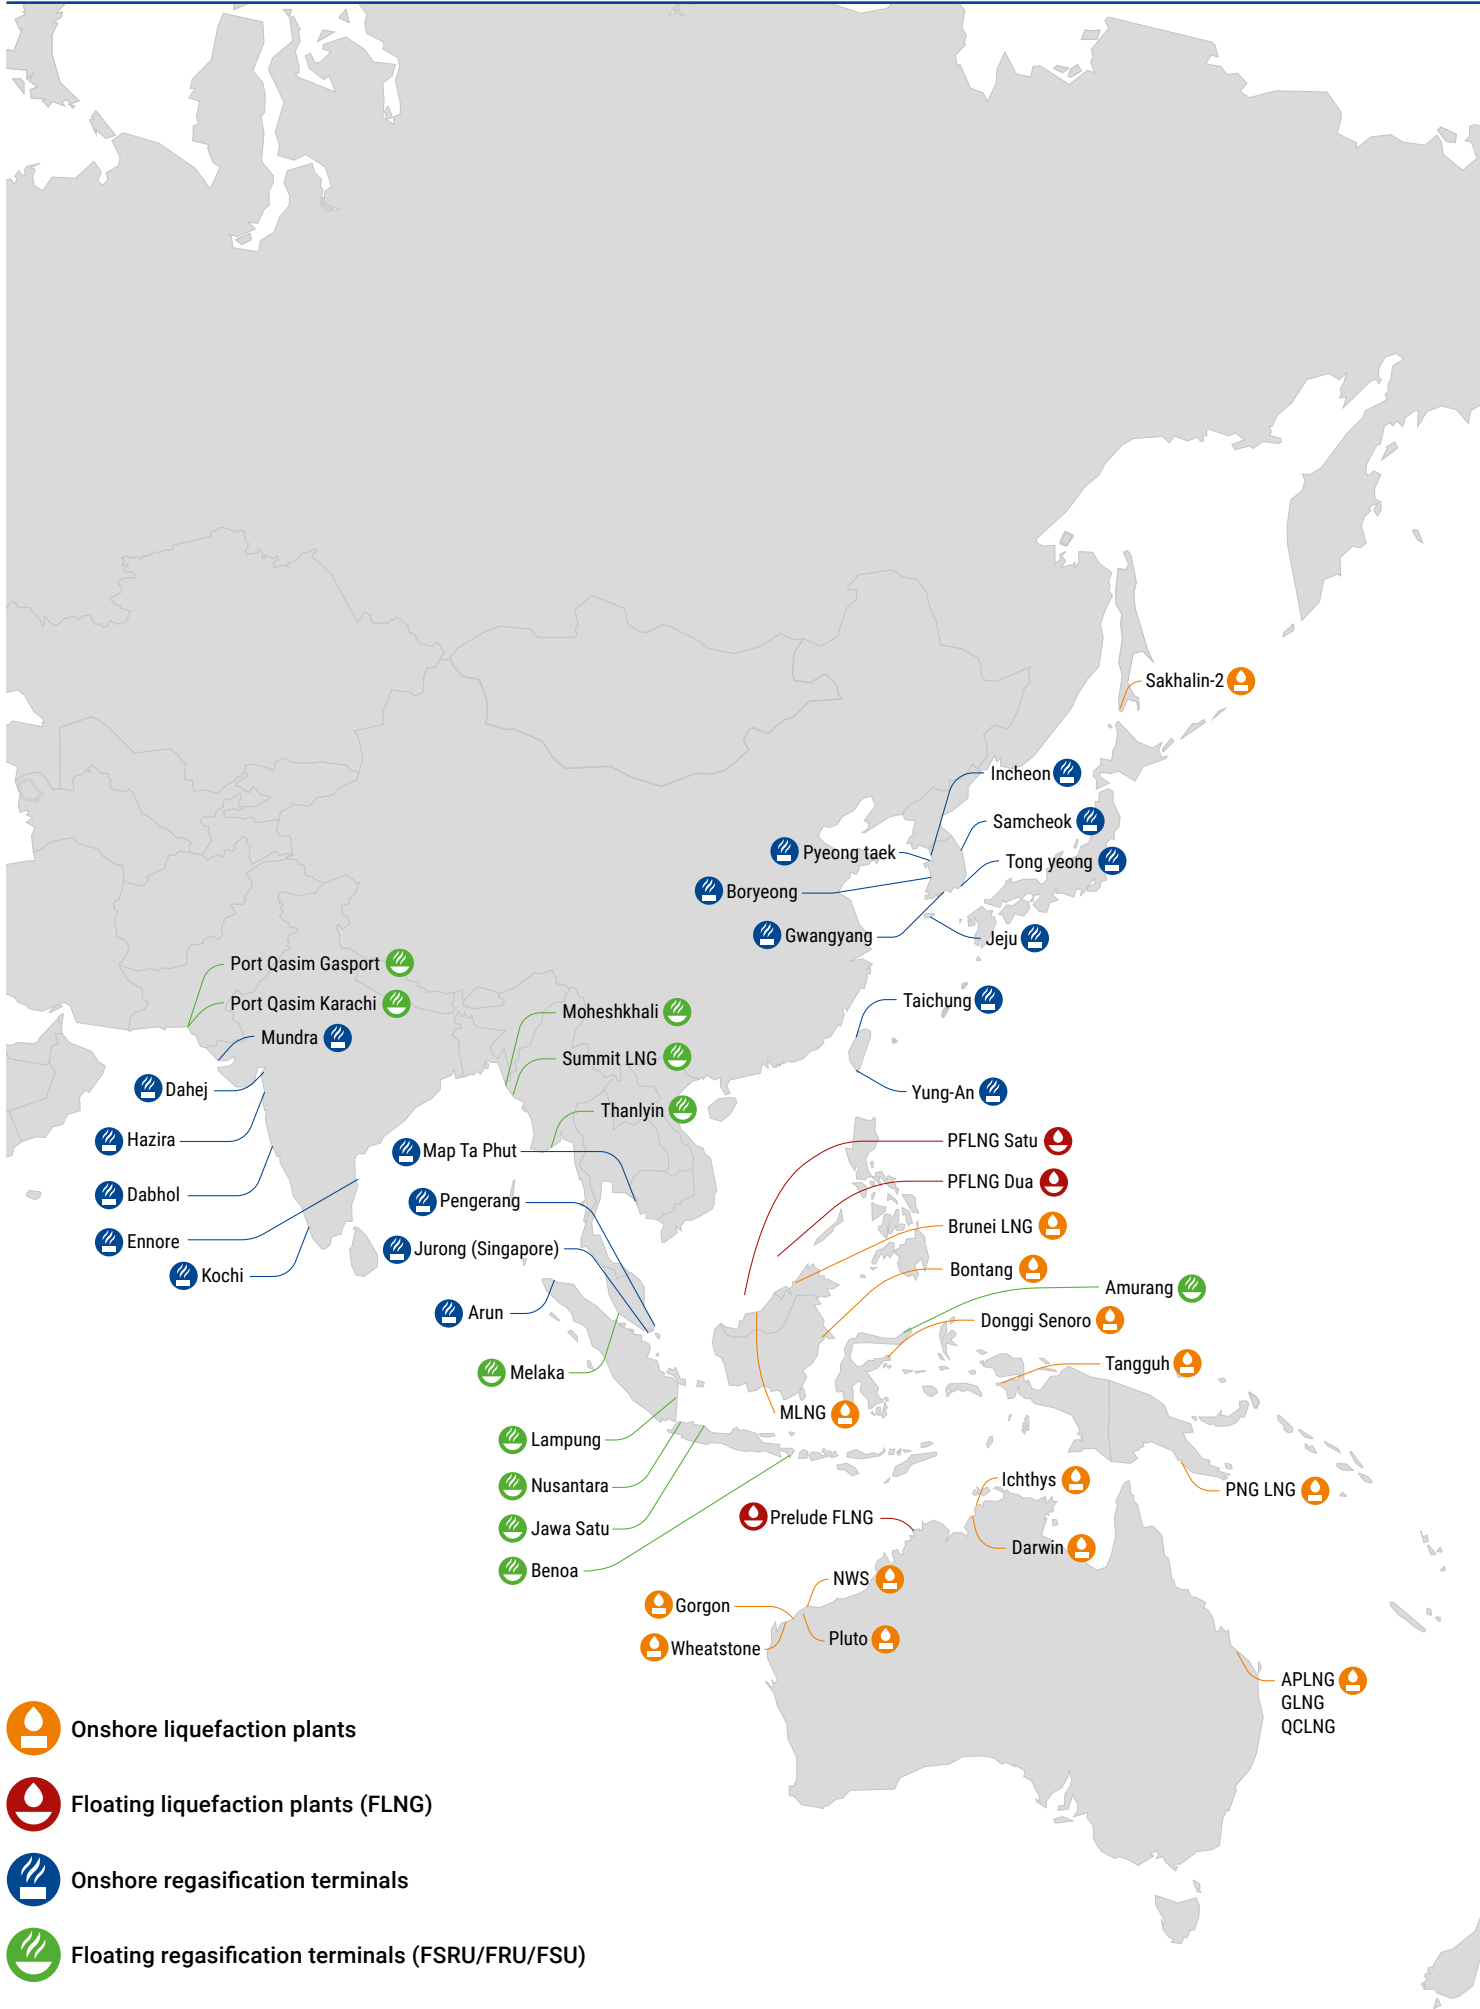 Sakhalin-2
Incheon
Samcheok
Pyeong taek
Tong yeong
Boryeong
Gwangyang
Jeju
Port Qasim Gasport
Port Qasim Karachi
Taichung
Moheshkhali
Mundra
Summit LNG
Dahej
Yung-An
Thanlyin
Hazira
PFLNG Satu
Map Ta Phut
PFLNG Dua
Dabhol
Pengerang
Brunei LNG
Ennore
Jurong (Singapore)
Bontang
Kochi
Amurang
Arun
Donggi Senoro
Tangguh
Melaka
MLNG
Lampung
Ichthys
Nusantara
PNG LNG
Prelude FLNG
Jawa Satu
Darwin
Benoa
NWS
Gorgon
Pluto
Wheatstone
APLNG
GLNG
QCLNG
Onshore liquefaction plants
Floating liquefaction plants (FLNG)
Onshore regasification terminals
Floating regasification terminals (FSRU/FRU/FSU)